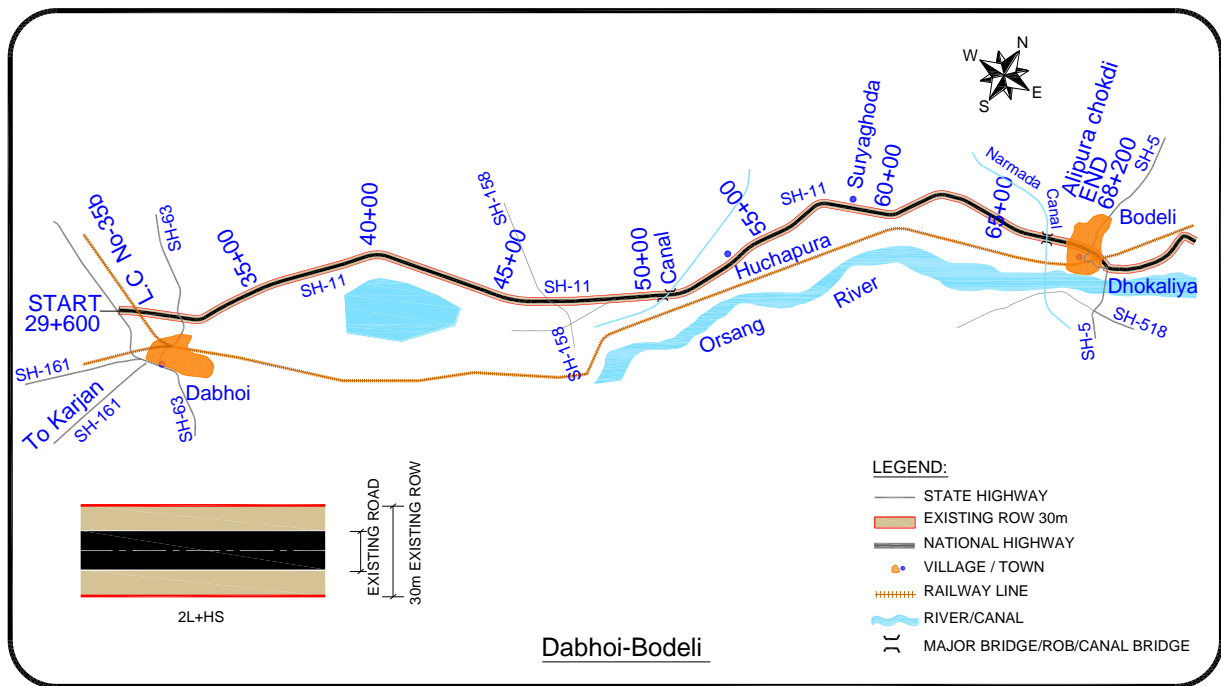 N
W
E
S
Alipura chokdi
END
68+200
SH-5
Bodeli
Narmada
Canal
65+00
Suryaghoda
60+00
SH-11
55+00
Huchapura
Canal
50+00
SH-158
45+00
SH-11
SH-158
40+00
SH-11
35+00
SH-63
L.C No-35b
START
29+600
SH-161
To Karjan
SH-161
SH-63
Dabhoi
Orsang
River
Dhokaliya
SH-518
SH-5
EXISTING ROAD
30m EXISTING ROW
2L+HS
Dabhoi-Bodeli
LEGEND:
STATE HIGHWAY
EXISTING ROW 30m
NATIONAL HIGHWAY
VILLAGE / TOWN
RAILWAY LINE
RIVER/CANAL
MAJOR BRIDGE/ROB/CANAL BRIDGE